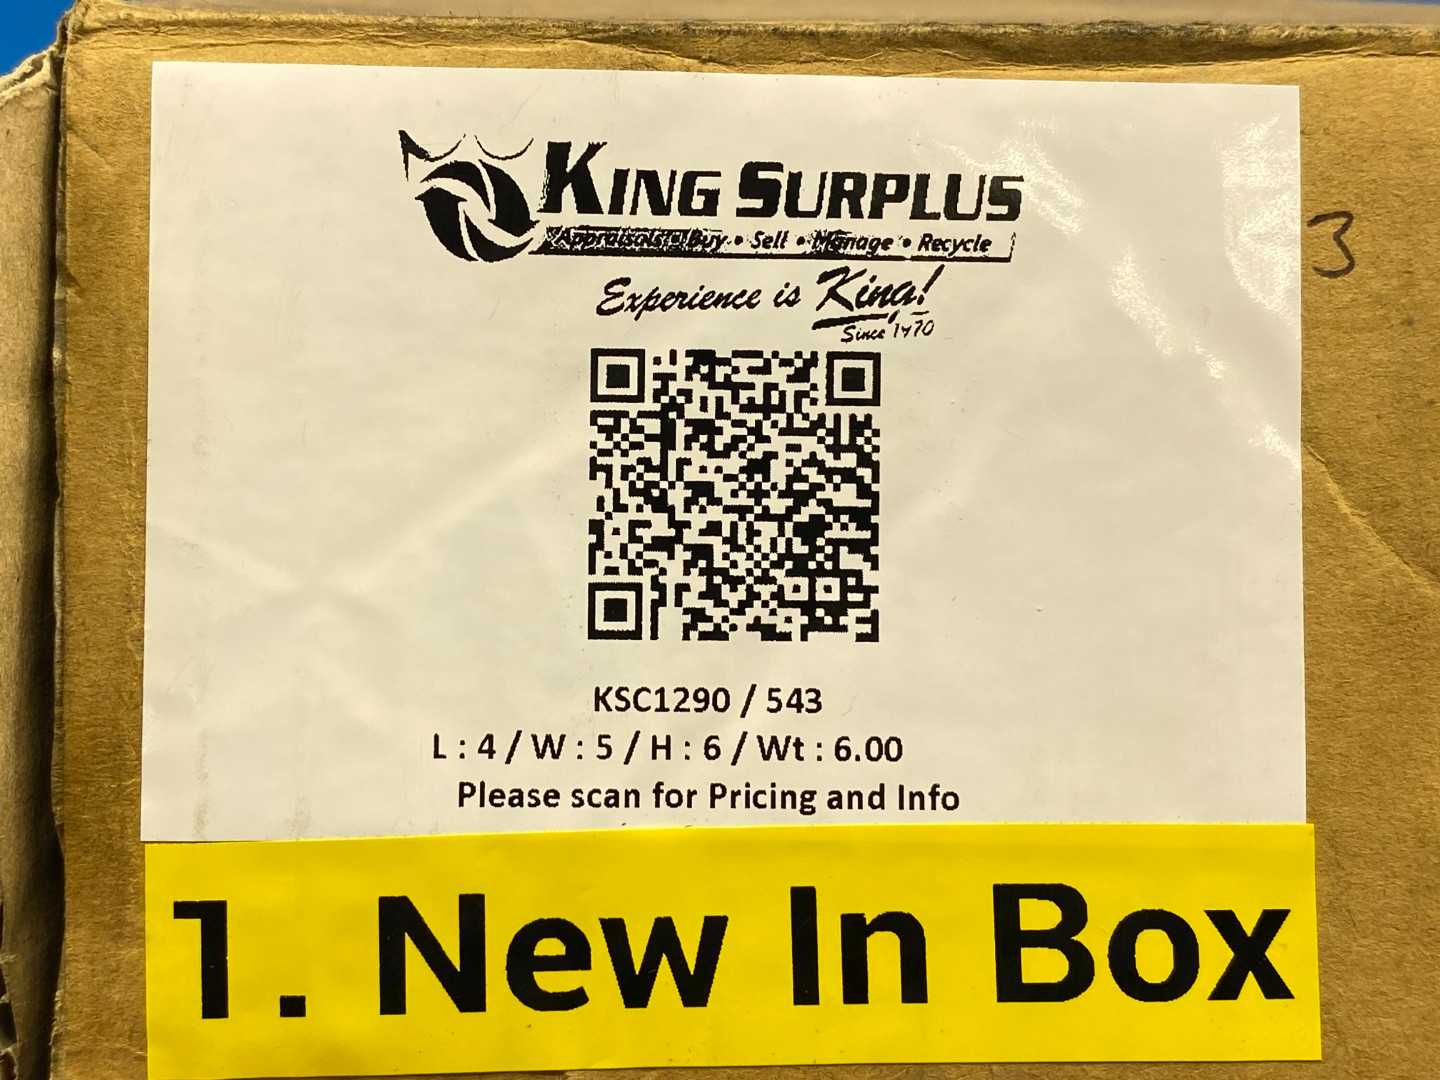 KING SURPLUS
Appraisals • Buy • Sell • Manage • Recycle
Experience is King!
Since 1970
3
KSC1290 / 543
L : 4 / W : 5 / H : 6 / Wt : 6.00
Please scan for Pricing and Info
1. New In Box